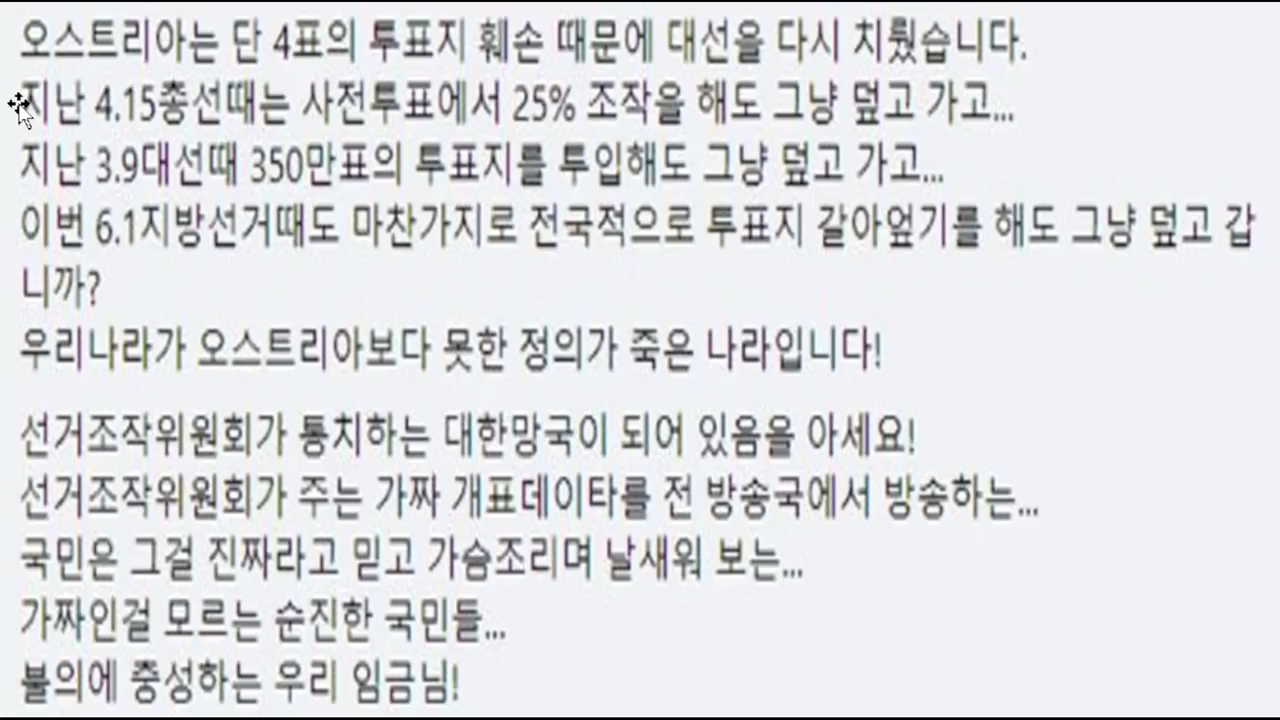 오스트리아는 단 4표의 투표지 훼손 때문에 대선을 다시 치뤘습니다.
지난 4.15총선때는 사전투표에서 25% 조작을 해도 그냥 덮고 가고...
지난 3.9대선때 350만표의 투표지를 투입해도 그냥 덮고 가고...
이번 6.1지방선거때도 마찬가지로 전국적으로 투표지 갈아엎기를 해도 그냥 덮고 갑
니까?
우리나라가 오스트리아보다 못한 정의가 죽은 나라입니다!
선거조작위원회가 통치하는 대한망국이 되어 있음을 아세요!
선거조작위원회가 주는 가짜 개표데이타를 전 방송국에서 방송하는...
국민은 그걸 진짜라고 믿고 가슴조리며 날새워 보는...
가짜인걸 모르는 순진한 국민들...
불의에 충성하는 우리 임금님!